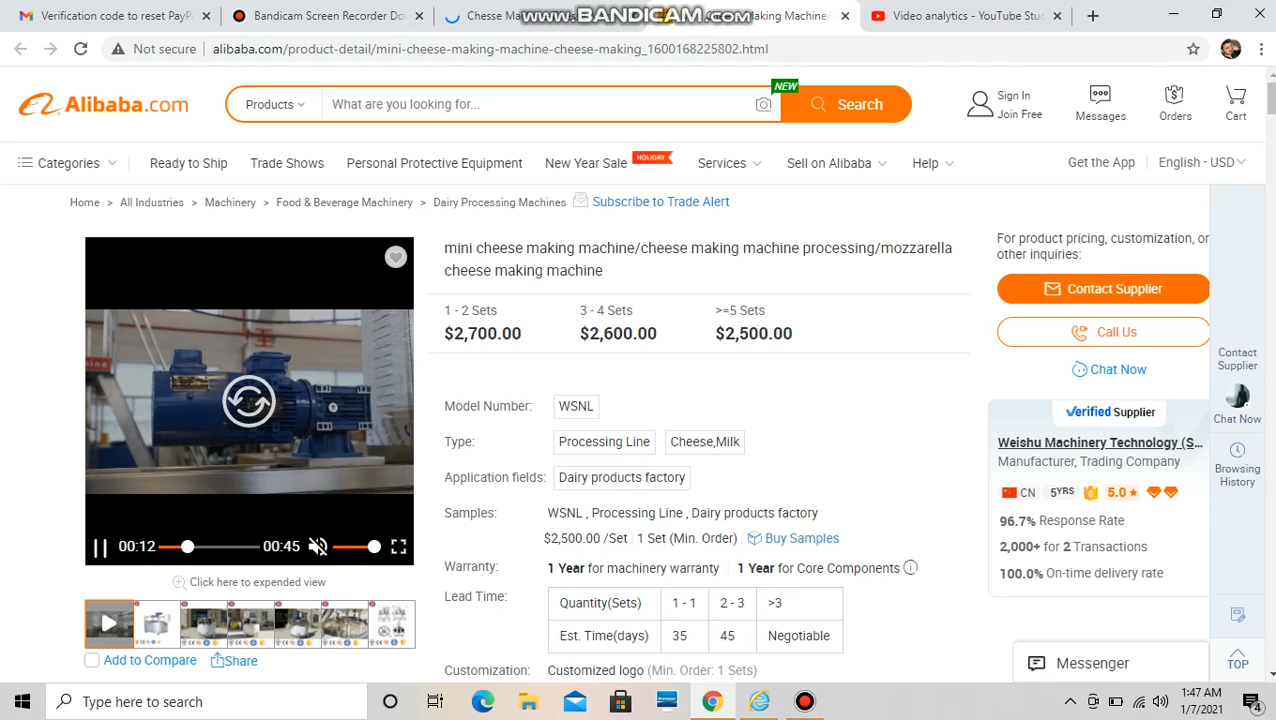 Verification code to reset PayPa
Bandicam Screen Recorder D
Chesse Ma
www.BANDICAM.com
Making Machine/
Video analytics - YouTube Stud
Not secure
alibaba.com/product-detail/mini-cheese-making-machine-cheese-making_1600168225802.html
Alibaba.com
Products
What are you looking for...
NEW
Search
Sign In
Join Free
Messages
Orders
Cart
Categories
Ready to Ship
Trade Shows
Personal Protective Equipment
New Year Sale
HOLIDAY
Services
Sell on Alibaba
Help
Get the App
English - USD
Home > All Industries > Machinery > Food & Beverage Machinery > Dairy Processing Machines
Subscribe to Trade Alert
mini cheese making machine/cheese making machine processing/mozzarella
cheese making machine
For product pricing, customization, or
other inquiries:
Contact Supplier
Call Us
Chat Now
1 - 2 Sets
3 - 4 Sets
>=5 Sets
$2,700.00
$2,600.00
$2,500.00
Model Number: WSNL
Type: Processing Line Cheese,Milk
Application fields: Dairy products factory
Samples: WSNL , Processing Line , Dairy products factory
$2,500.00 /Set | 1 Set (Min. Order) Buy Samples
Warranty: 1 Year for machinery warranty 1 Year for Core Components
Lead Time:
Quantity(Sets) 1 - 1 2 - 3 >3
Est. Time(days) 35 45 Negotiable
Customization: Customized logo (Min. Order: 1 Sets)
00:12
00:45
Click here to expended view
Add to Compare
Share
Verified Supplier
Weishu Machinery Technology (S...
Manufacturer, Trading Company
CN 5YRS 5.0
96.7% Response Rate
2,000+ for 2 Transactions
100.0% On-time delivery rate
Contact
Supplier
Chat Now
Browsing
History
TOP
Messenger
Type here to search
1:47 AM
1/7/2021
4